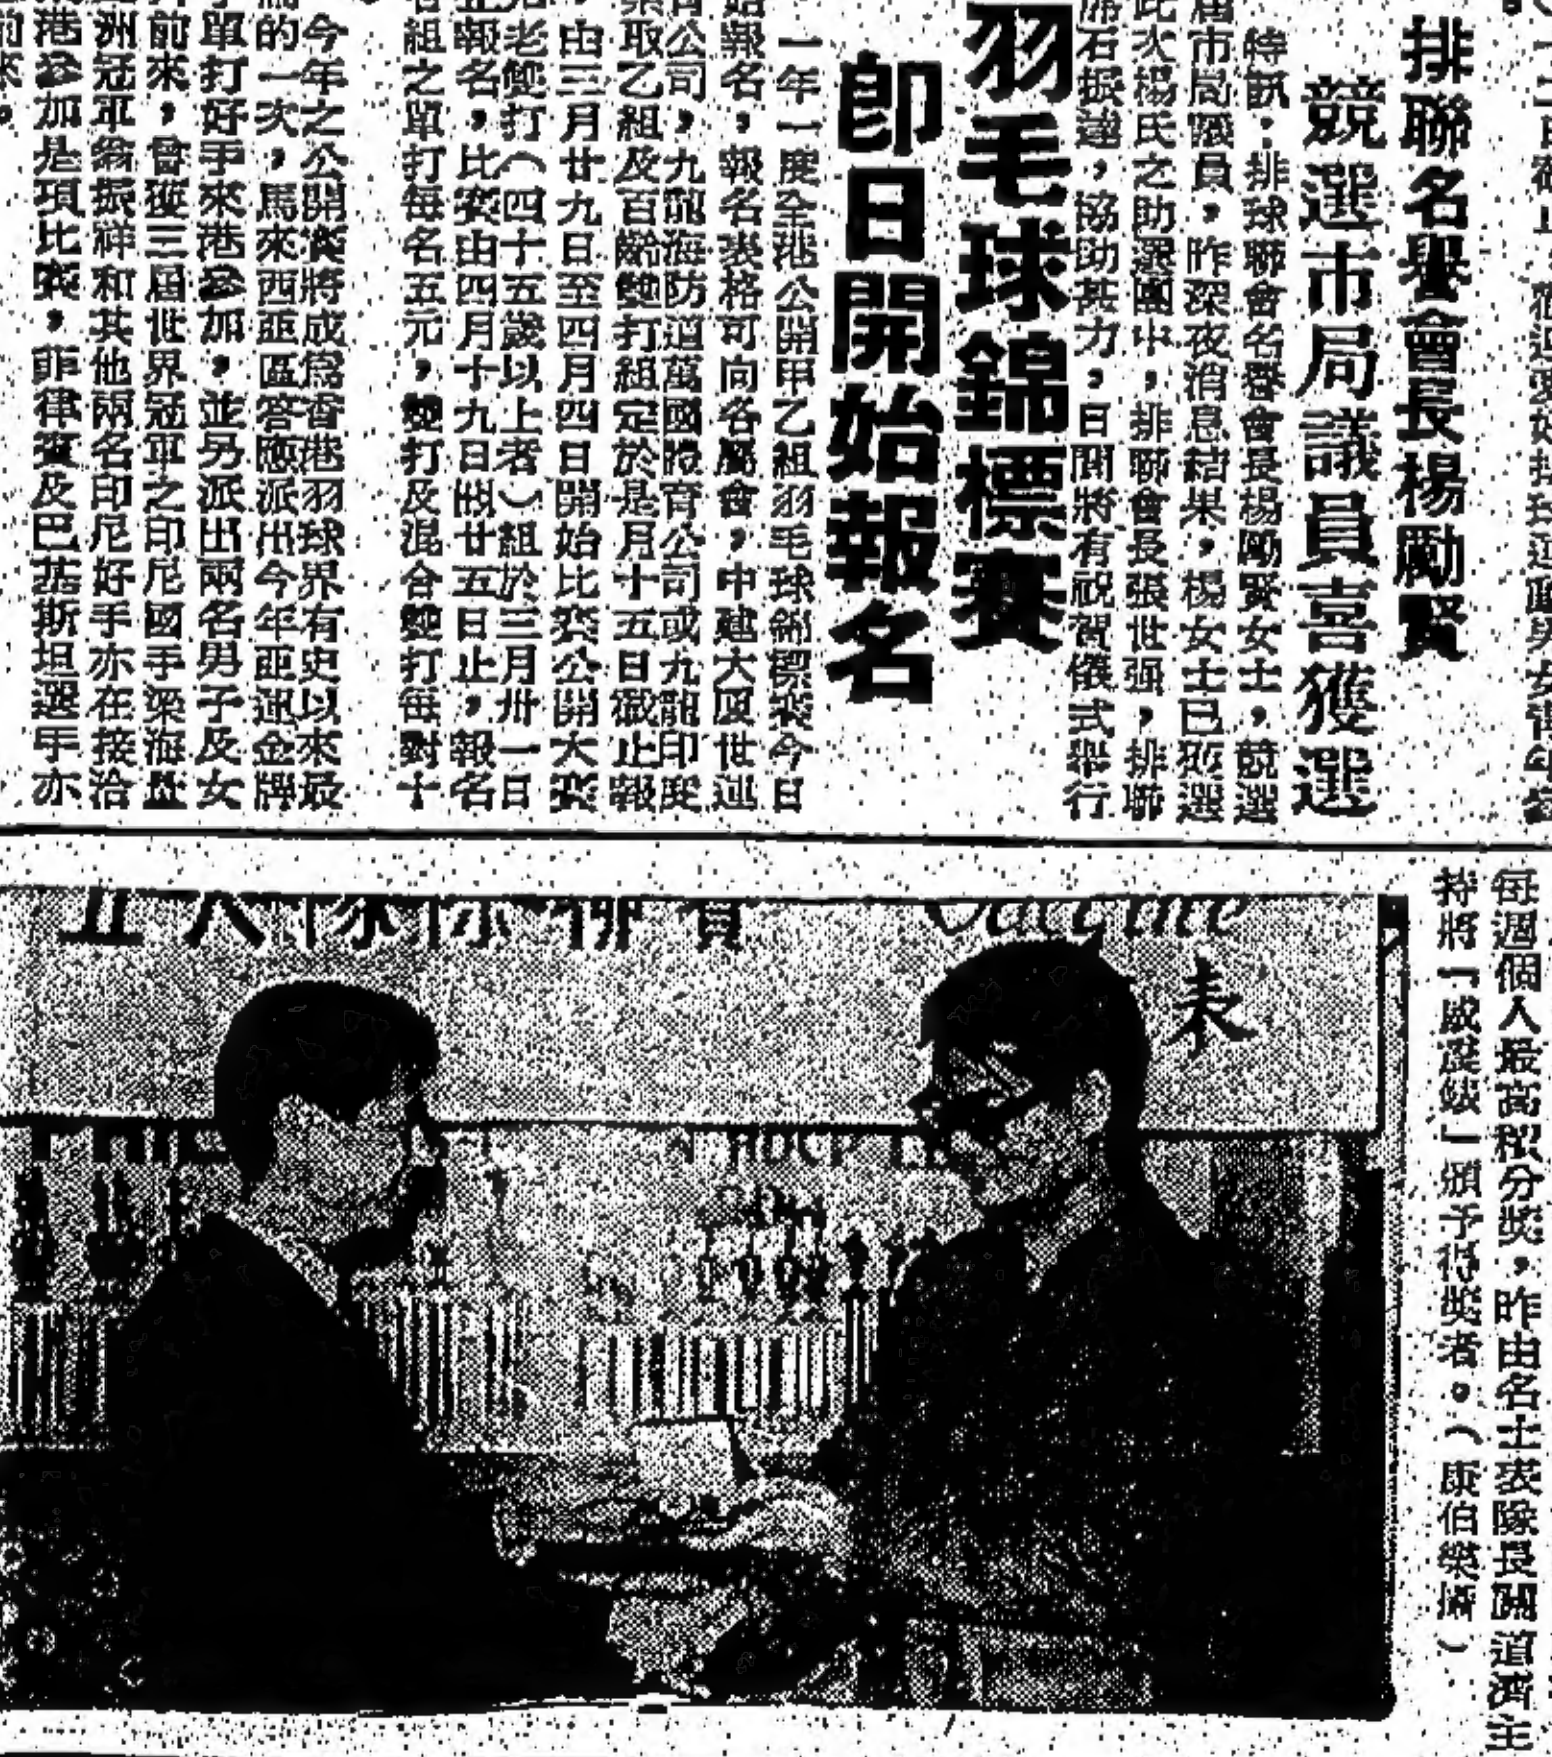 排聯名譽會長楊勵賢
競選市局議員喜獲選
特訊：排球聯會名譽會長楊勵賢女士，競選
屆市局議員，昨深夜消息結果，楊女士已獲選
此次楊氏之助選團中，排聯會長張世强，排聯
席石振達，協助甚力，日間將有祝賀儀式舉行
羽毛球錦標賽
即日開始報名
一年一度全港公開甲乙組羽毛球錦標賽今日
始報名，報名表格可向各屬會，中建大厦世運
育公司，九龍海防道萬國體育公司或九龍印
索取乙組及百齡雙打組定於是月十五日截止報
，由三月廿九日至四月四日開始比賽公開大賽
老雙打（四十五歲以上者）組於三月卅一日
止報名，比賽由四月十九日至廿五日止，報名
各組之單打每名五元，雙打及混合雙打每對十
今年之公開賽將成爲香港羽球界有史以來最
的一次，馬來西亞區答應派出今年亞運金牌
單打好手來港參加，並另派出兩名男子及女
前來，曾獲三屆世界冠軍之印尼國手梁海
洲冠軍翁振祥和其他兩名印尼好手亦在接洽
港參加是項比賽，菲律賓及巴基斯坦選手亦
前來。
每週個人最高積分獎，昨由名士表隊長關道濟主
持將「威度錶」頒予得獎者。（康伯樂攝）
表